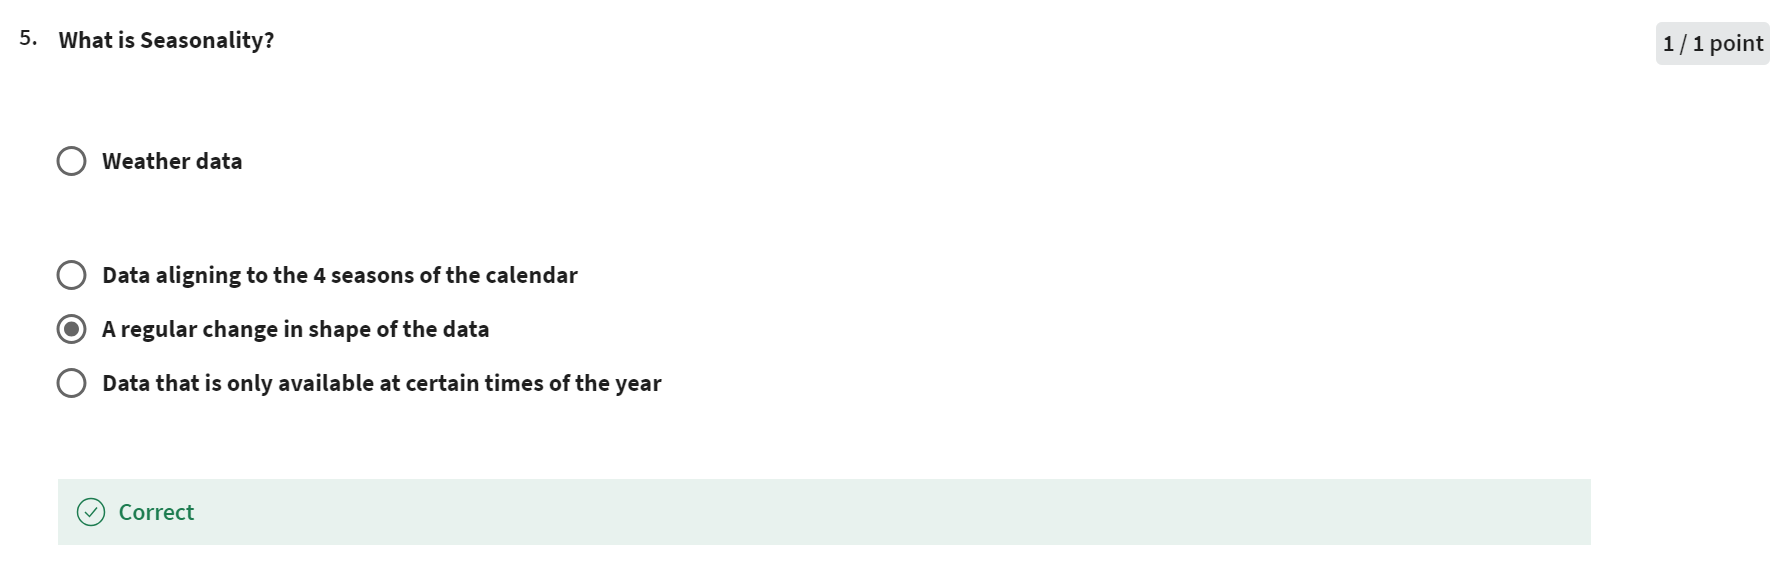 5. What is Seasonality?
1 / 1 point
Weather data
Data aligning to the 4 seasons of the calendar
A regular change in shape of the data
Data that is only available at certain times of the year
Correct